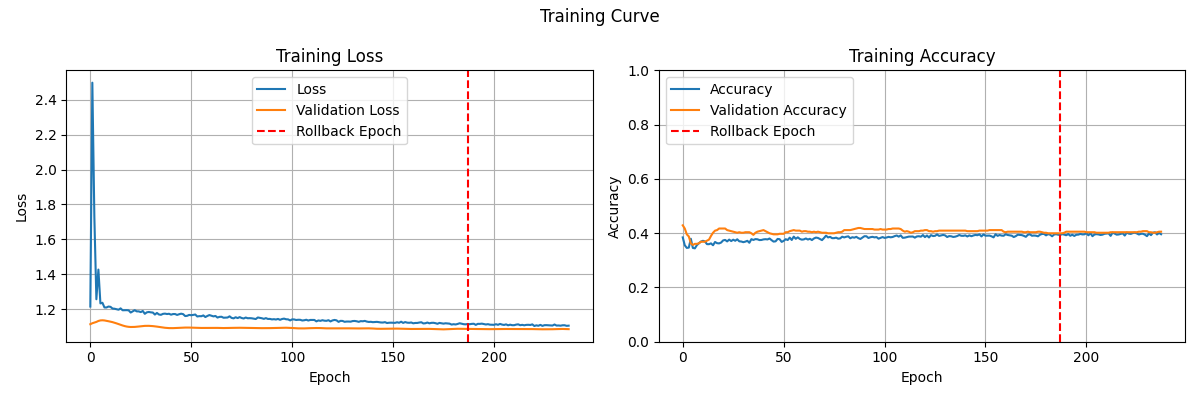 Training Curve
Training Loss
Loss
Validation Loss
Rollback Epoch
2.4
2.2
2.0
1.8
1.6
1.4
1.2
Loss
0
50
100
150
200
Epoch
Training Accuracy
Accuracy
Validation Accuracy
Rollback Epoch
1.0
0.8
0.6
0.4
0.2
0.0
Accuracy
0
50
100
150
200
Epoch